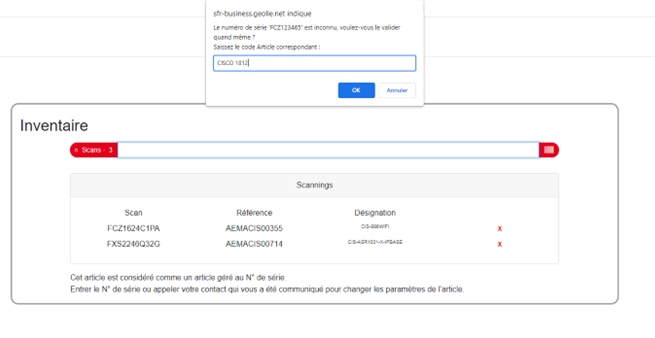 sfr-business.geolle.net indique
Le numéro de série "FCZ123465" est inconnu, voulez-vous le valider
quand même ?
Saisissez le code Article correspondant :
CISCO 1812
OK Annuler
Inventaire
Scans - 3
Scannings
Scan Référence Désignation
FCZ1624C1PA AEMACIS00355 CIS-886WIFI X
FXS2246Q32G AEMACIS00714 CIS-ASR1001-X-IPBASE X
Cet article est considéré comme un article géré au N° de série.
Entrer le N° de série ou appeler votre contact qui vous a été communiqué pour changer les paramètres de l'article.